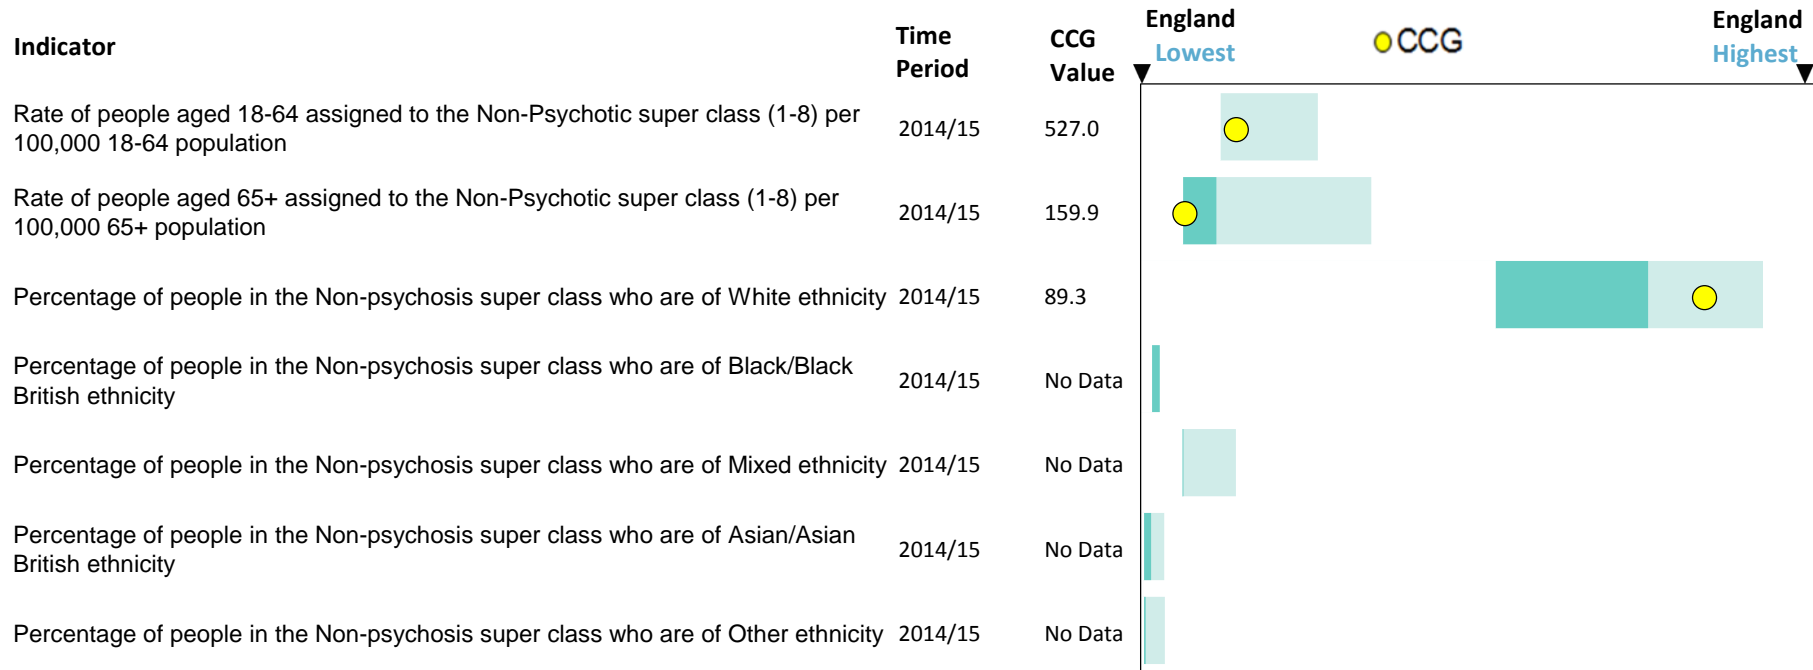 Indicator
Time
Period
CCG
Value
England
Lowest
CCG
England
Highest
Rate of people aged 18-64 assigned to the Non-Psychotic super class (1-8) per
100,000 18-64 population
2014/15
527.0
Rate of people aged 65+ assigned to the Non-Psychotic super class (1-8) per
100,000 65+ population
2014/15
159.9
Percentage of people in the Non-psychosis super class who are of White ethnicity
2014/15
89.3
Percentage of people in the Non-psychosis super class who are of Black/Black
British ethnicity
2014/15
No Data
Percentage of people in the Non-psychosis super class who are of Mixed ethnicity
2014/15
No Data
Percentage of people in the Non-psychosis super class who are of Asian/Asian
British ethnicity
2014/15
No Data
Percentage of people in the Non-psychosis super class who are of Other ethnicity
2014/15
No Data